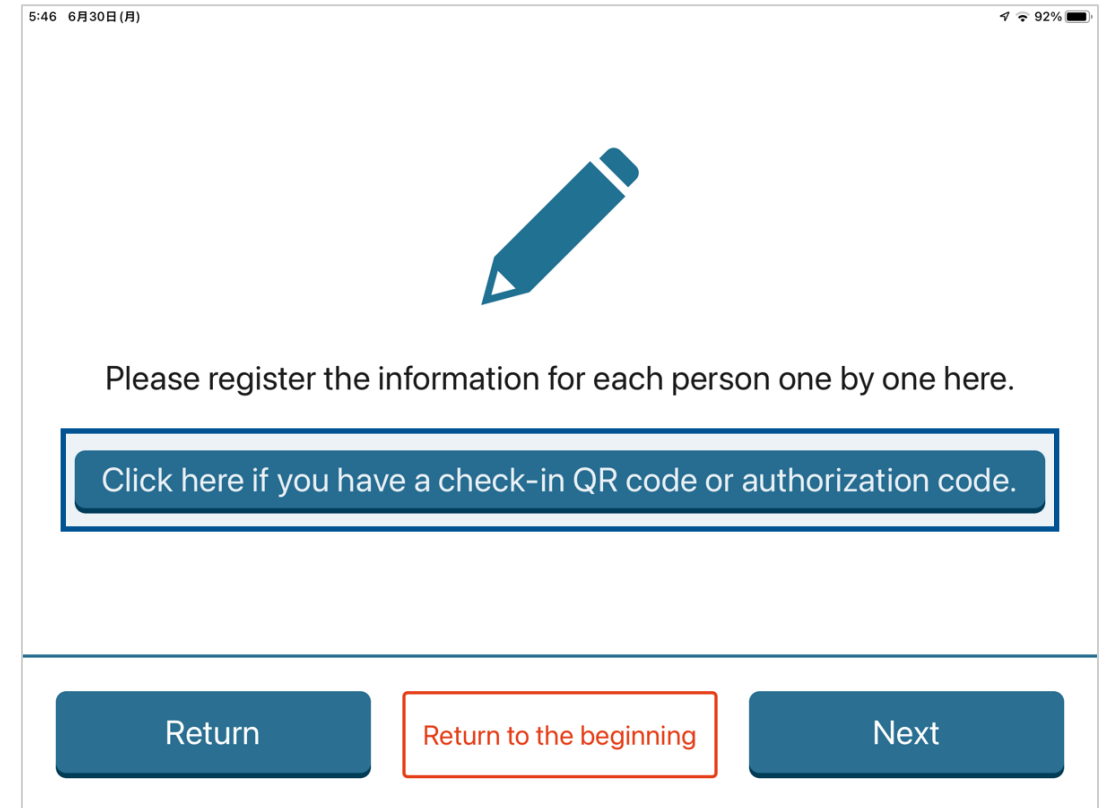 5:46 6月30日(月) 92%
Please register the information for each person one by one here.
Click here if you have a check-in QR code or authorization code.
Return
Return to the beginning
Next